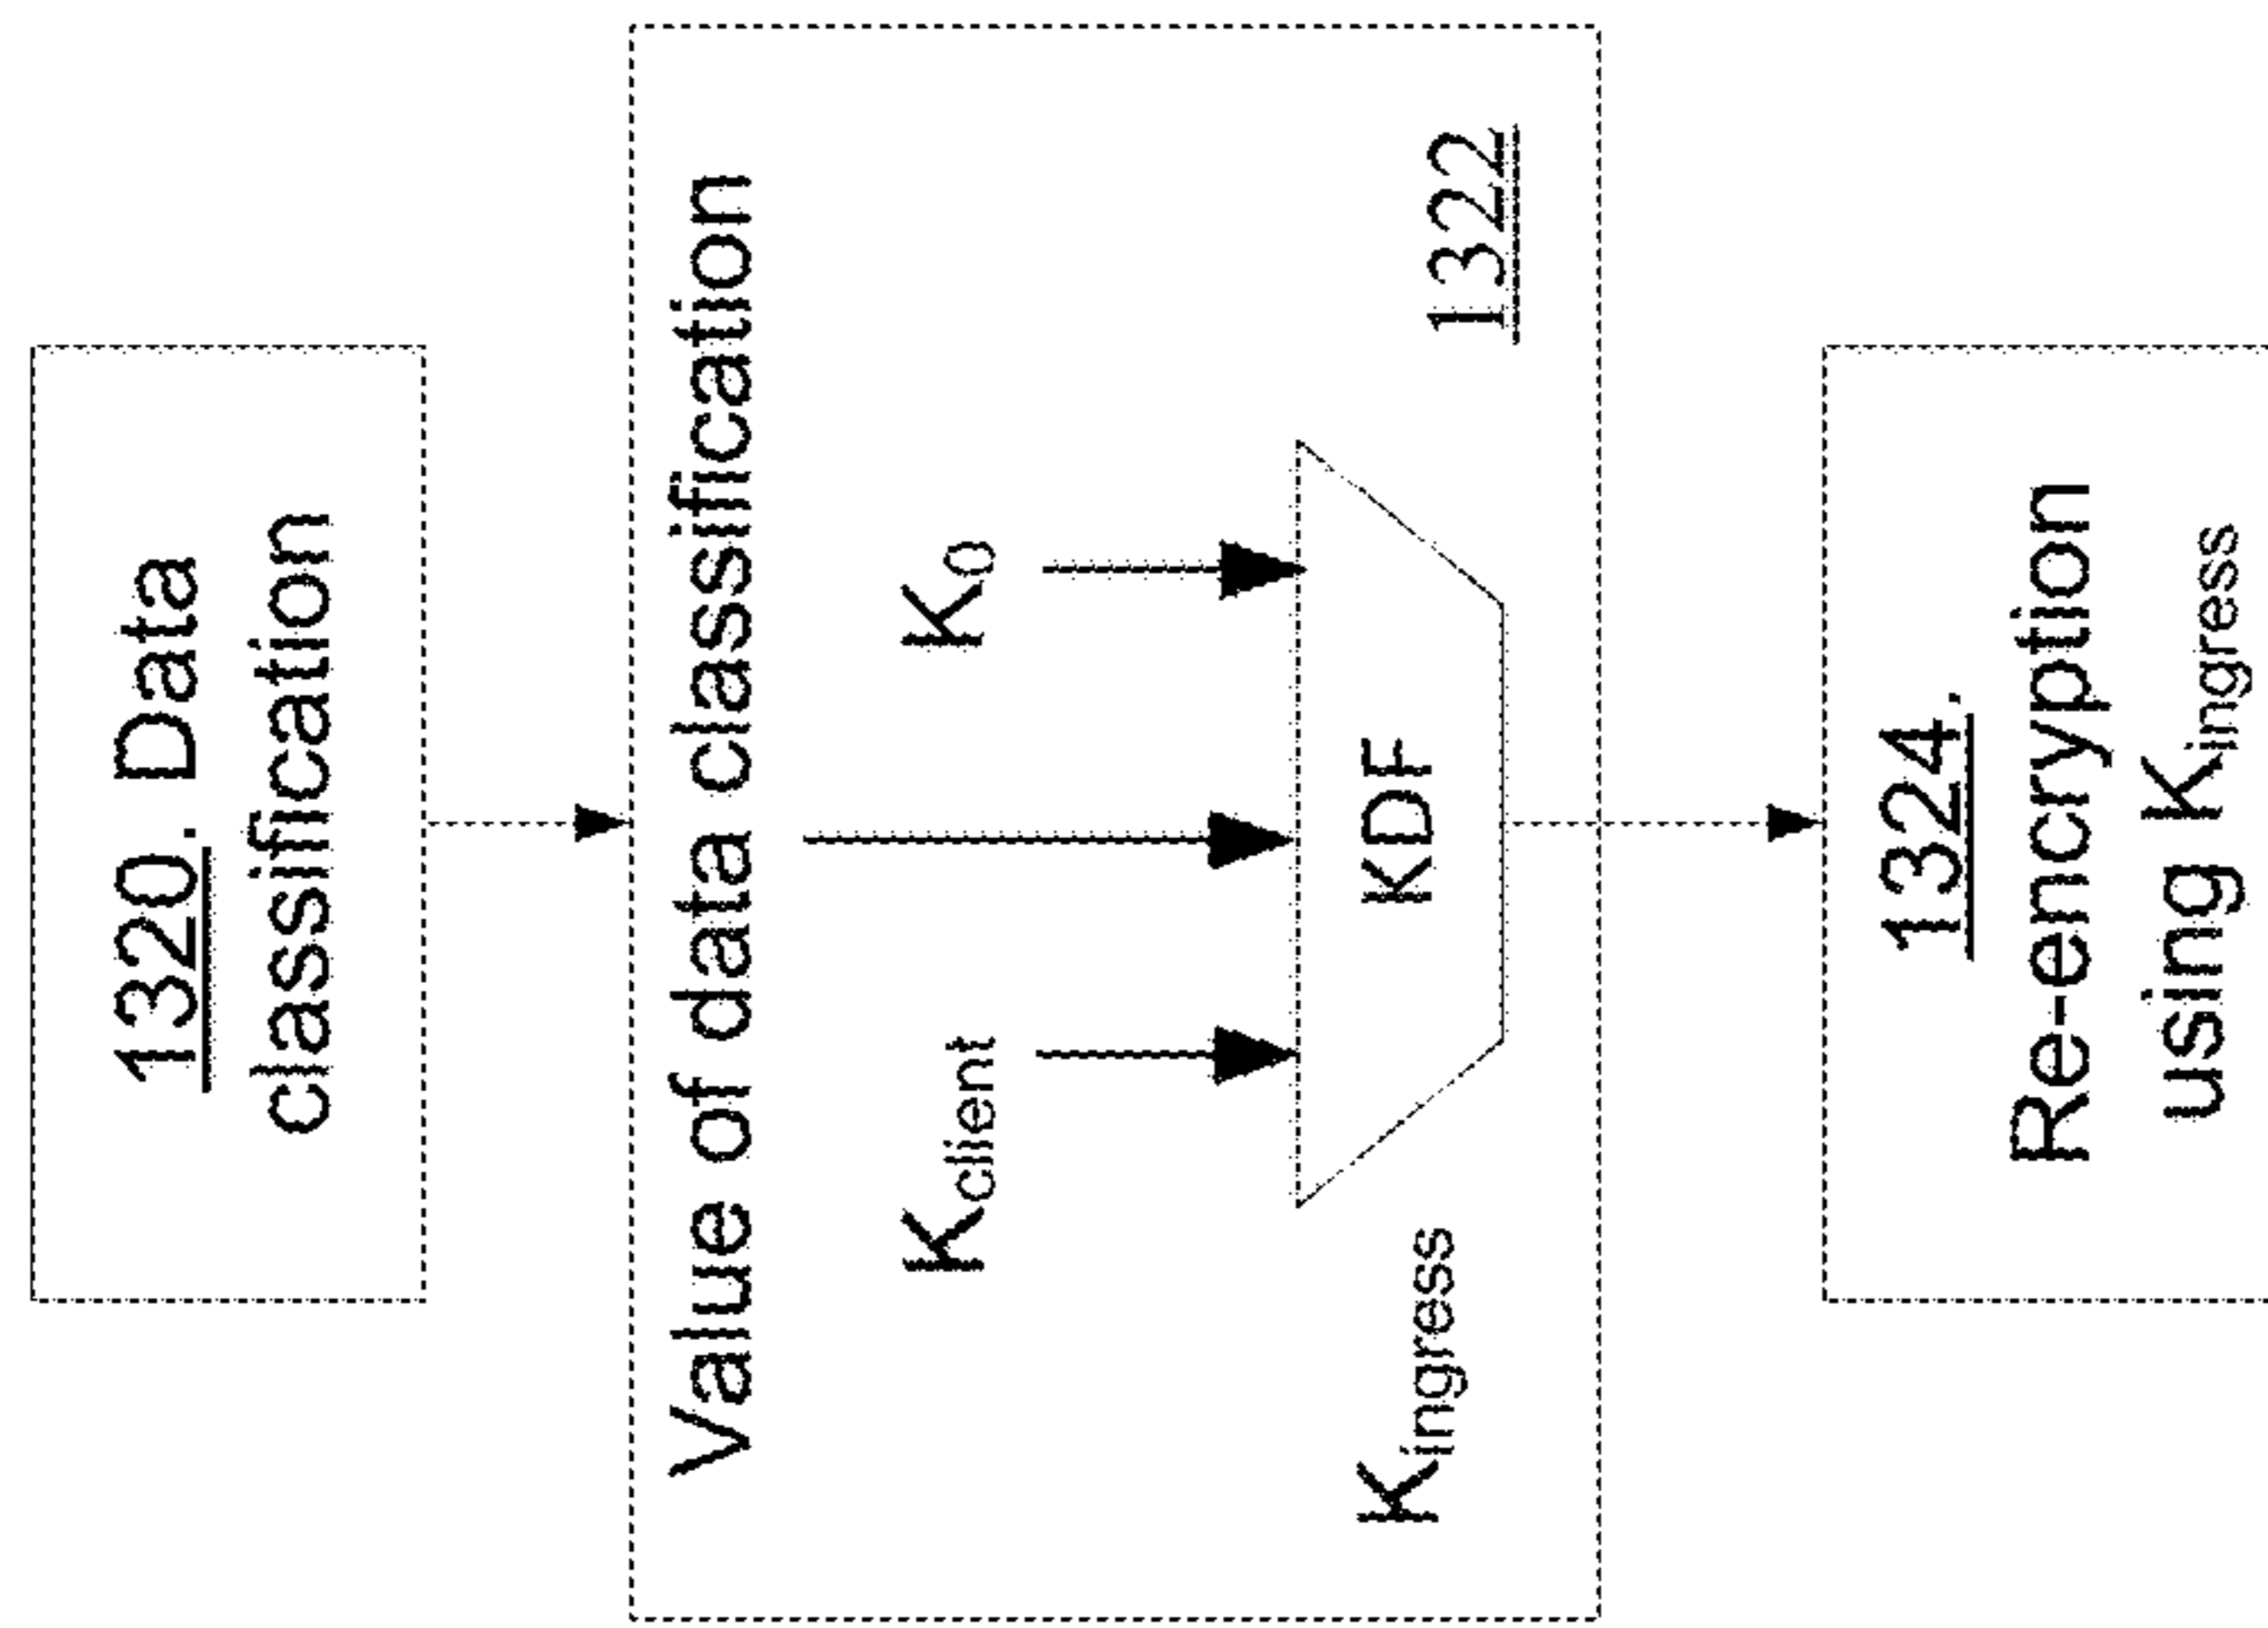 1320. Data
classification
Value of data classification
Kclient
K0
KDF
Kingress
1322
1324.
Re-encryption
using Kingress